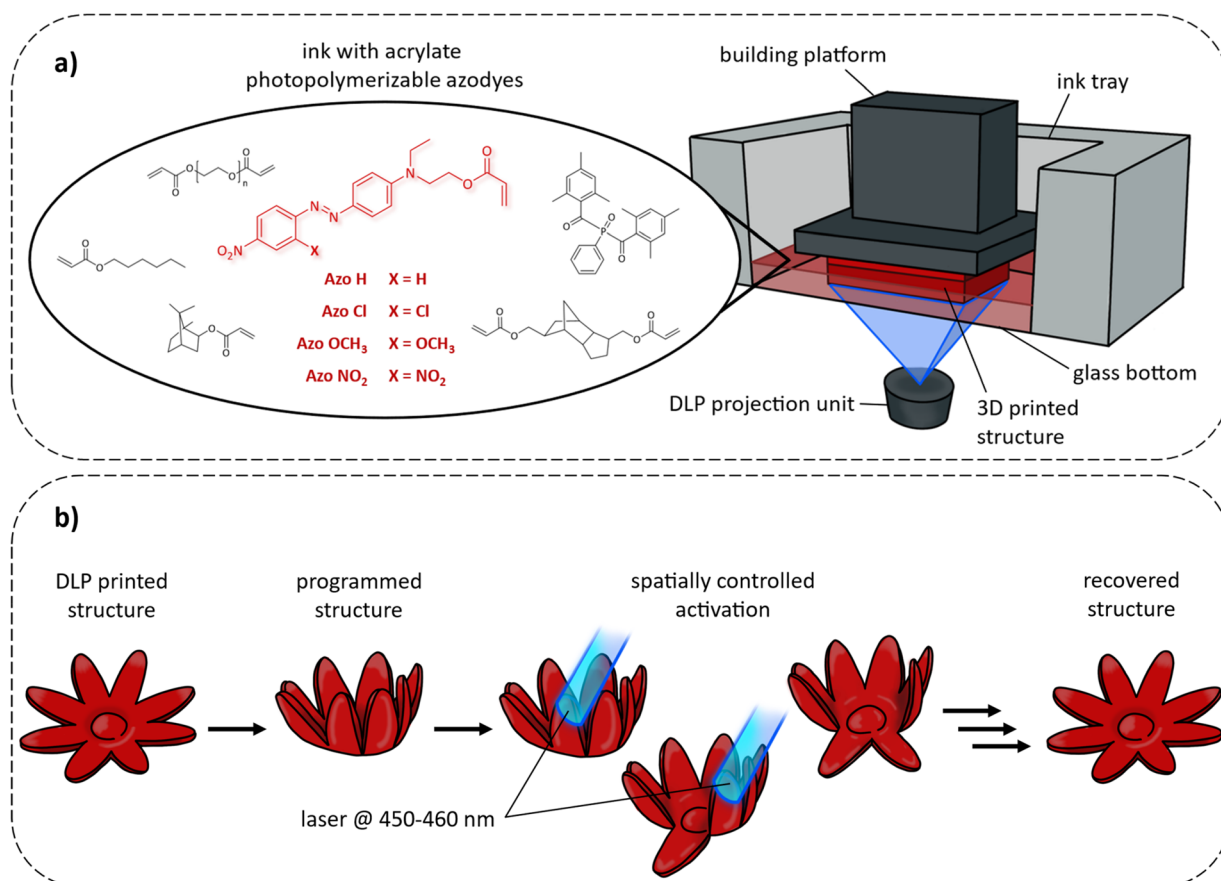 a)
ink with acrylate
photopolymerizable azodyes
building platform
ink tray
O
O
O
O
n
N
O
O
N
N
O₂N
X
O
O
O
O
P
O
O
O
O
O
O
O
O
Azo H X = H
Azo Cl X = Cl
Azo OCH₃ X = OCH₃
Azo NO₂ X = NO₂
glass bottom
DLP projection unit
3D printed
structure
b)
DLP printed
structure
programmed
structure
spatially controlled
activation
recovered
structure
laser @ 450-460 nm